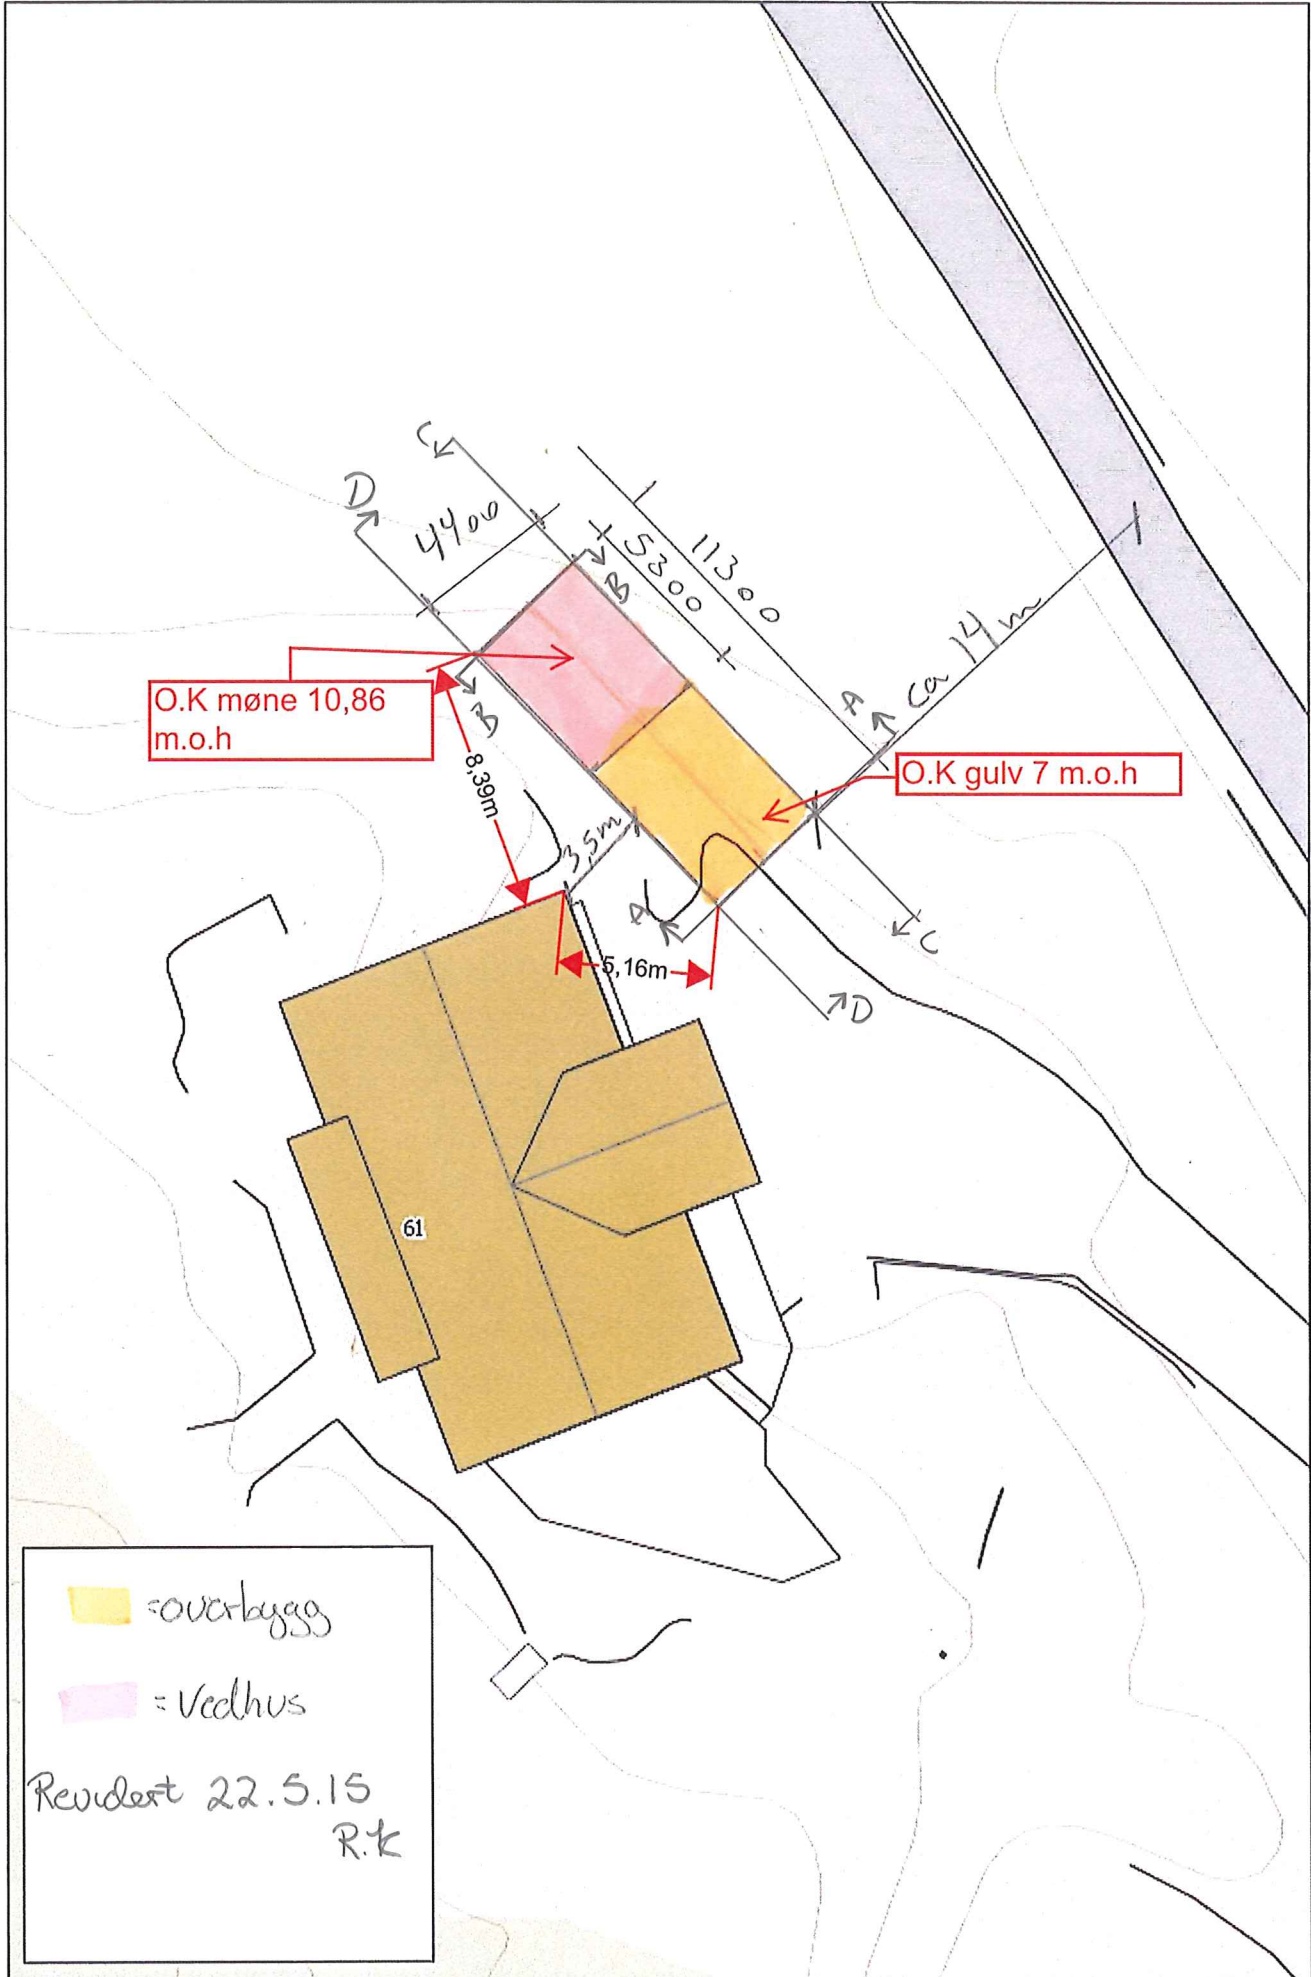 C
D
4400
B
5300
11300
ca 14 m
A
O.K møne 10,86
m.o.h
B
8,39m
O.K gulv 7 m.o.h
3,5m
A
C
5,16m
D
61
=overbygg
= Vedhus
Revidert 22.5.15
R.K